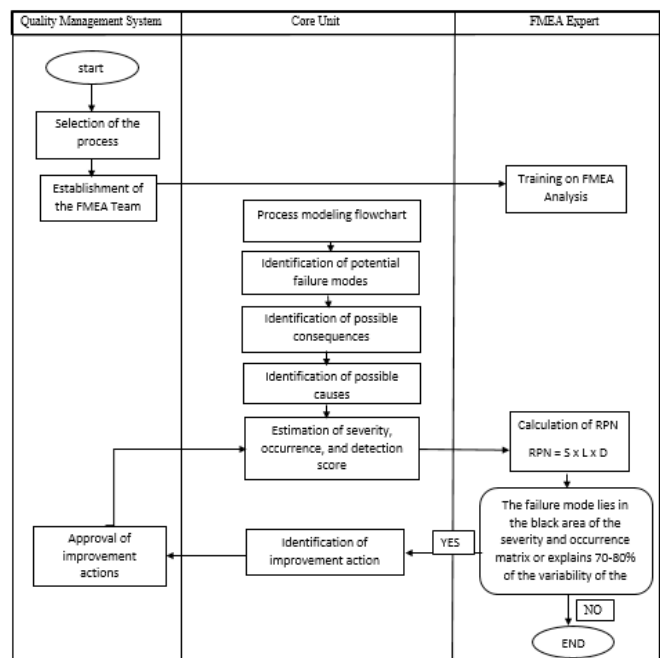 Quality Management System
Core Unit
FMEA Expert
start
Selection of the
process
Establishment of
the FMEA Team
Training on FMEA
Analysis
Process modeling flowchart
Identification of potential
failure modes
Identification of possible
consequences
Identification of possible
causes
Estimation of severity,
occurrence, and detection
score
Calculation of RPN
RPN = S x L x D
The failure mode lies in
the black area of the
severity and occurrence
matrix or explains 70-80%
of the variability of the
YES
Identification of
improvement action
Approval of
improvement
actions
NO
END